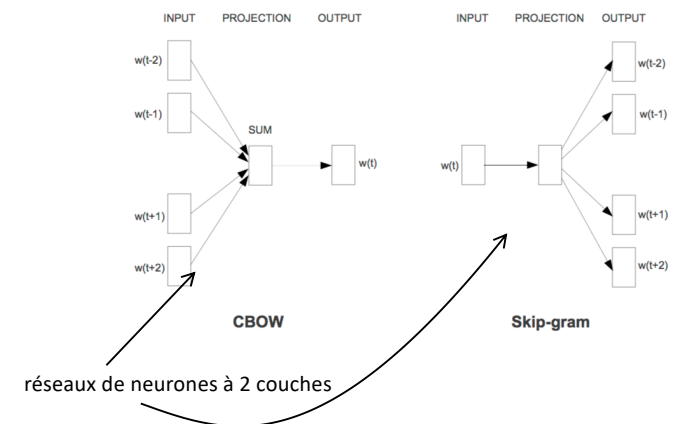 INPUT PROJECTION OUTPUT
w(t-2)
w(t-1)
SUM
w(t)
w(t+1)
w(t+2)
CBOW
INPUT PROJECTION OUTPUT
w(t)
w(t-2)
w(t-1)
w(t+1)
w(t+2)
Skip-gram
réseaux de neurones à 2 couches